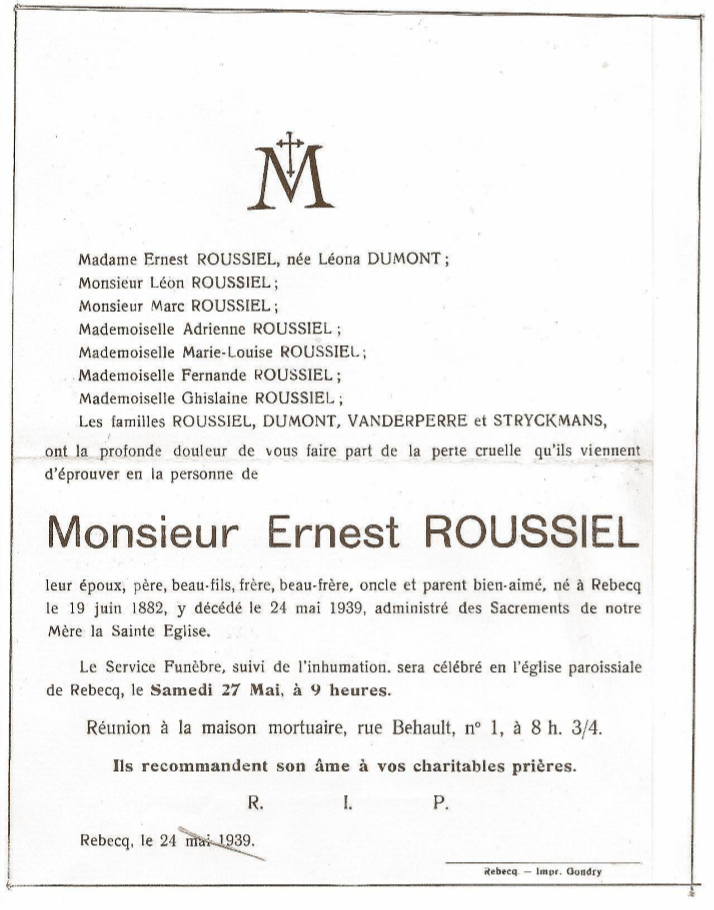 M
Madame Ernest ROUSSIEL, née Léona DUMONT ;
Monsieur Léon ROUSSIEL ;
Monsieur Marc ROUSSIEL ;
Mademoiselle Adrienne ROUSSIEL ;
Mademoiselle Marie-Louise ROUSSIEL ;
Mademoiselle Fernande ROUSSIEL ;
Mademoiselle Ghislaine ROUSSIEL ;
Les familles ROUSSIEL, DUMONT, VANDERPERRE et STRYCKMANS,
ont la profonde douleur de vous faire part de la perte cruelle qu'ils viennent
d'éprouver en la personne de
Monsieur Ernest ROUSSIEL
leur époux, père, beau-fils, frère, beau-frère, oncle et parent bien-aimé, né à Rebecq
le 19 juin 1882, y décédé le 24 mai 1939, administré des Sacrements de notre
Mère la Sainte Eglise.
Le Service Funèbre, suivi de l'inhumation. sera célébré en l'église paroissiale
de Rebecq, le Samedi 27 Mai, à 9 heures.
Réunion à la maison mortuaire, rue Behault, n° 1, à 8 h. 3/4.
Ils recommandent son âme à vos charitables prières.
R. I. P.
Rebecq, le 24 mai 1939.
Rebecq — Impr. Gondry